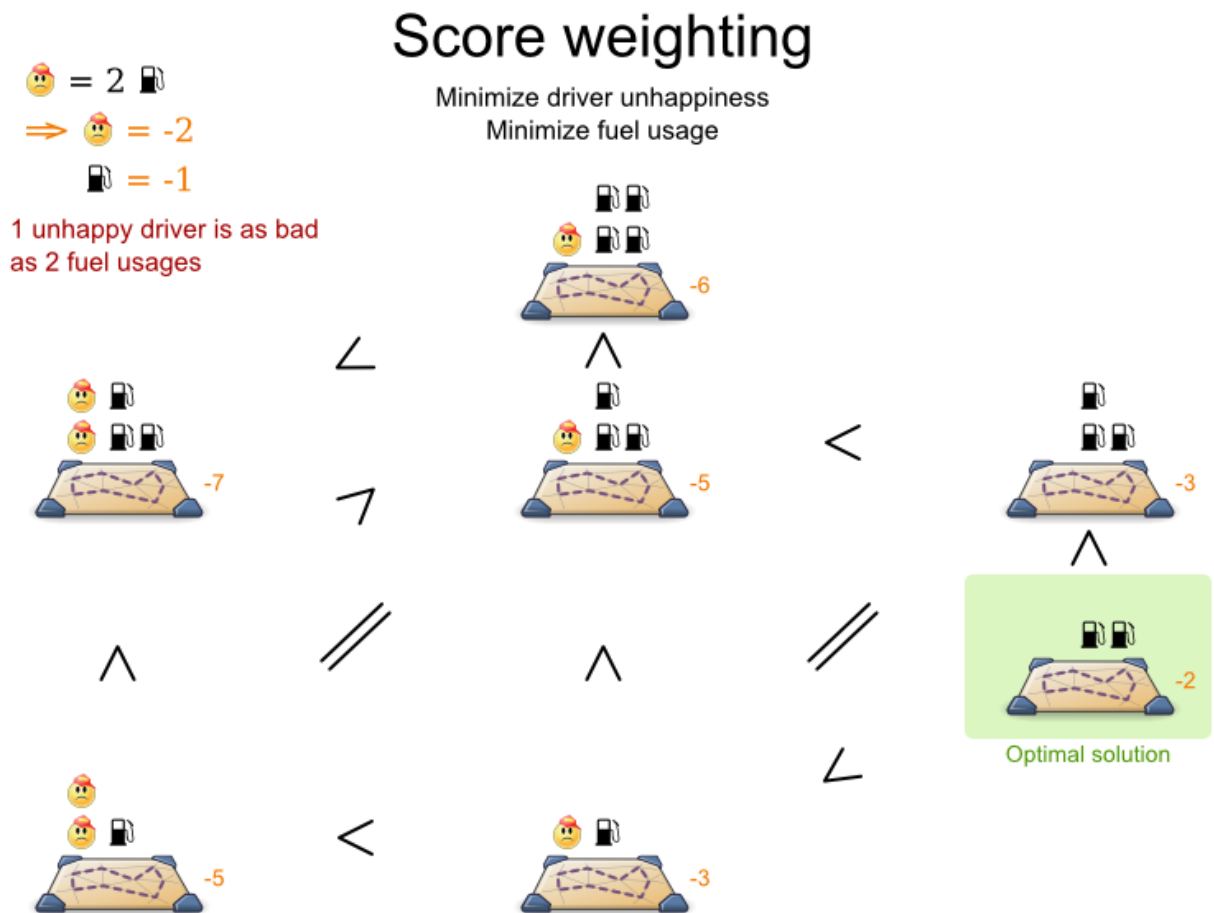 Score weighting
Minimize driver unhappiness
Minimize fuel usage
= 2
⇒ = -2
= -1
1 unhappy driver is as bad
as 2 fuel usages
-6
-7
-5
-3
-2
Optimal solution
-5
-3